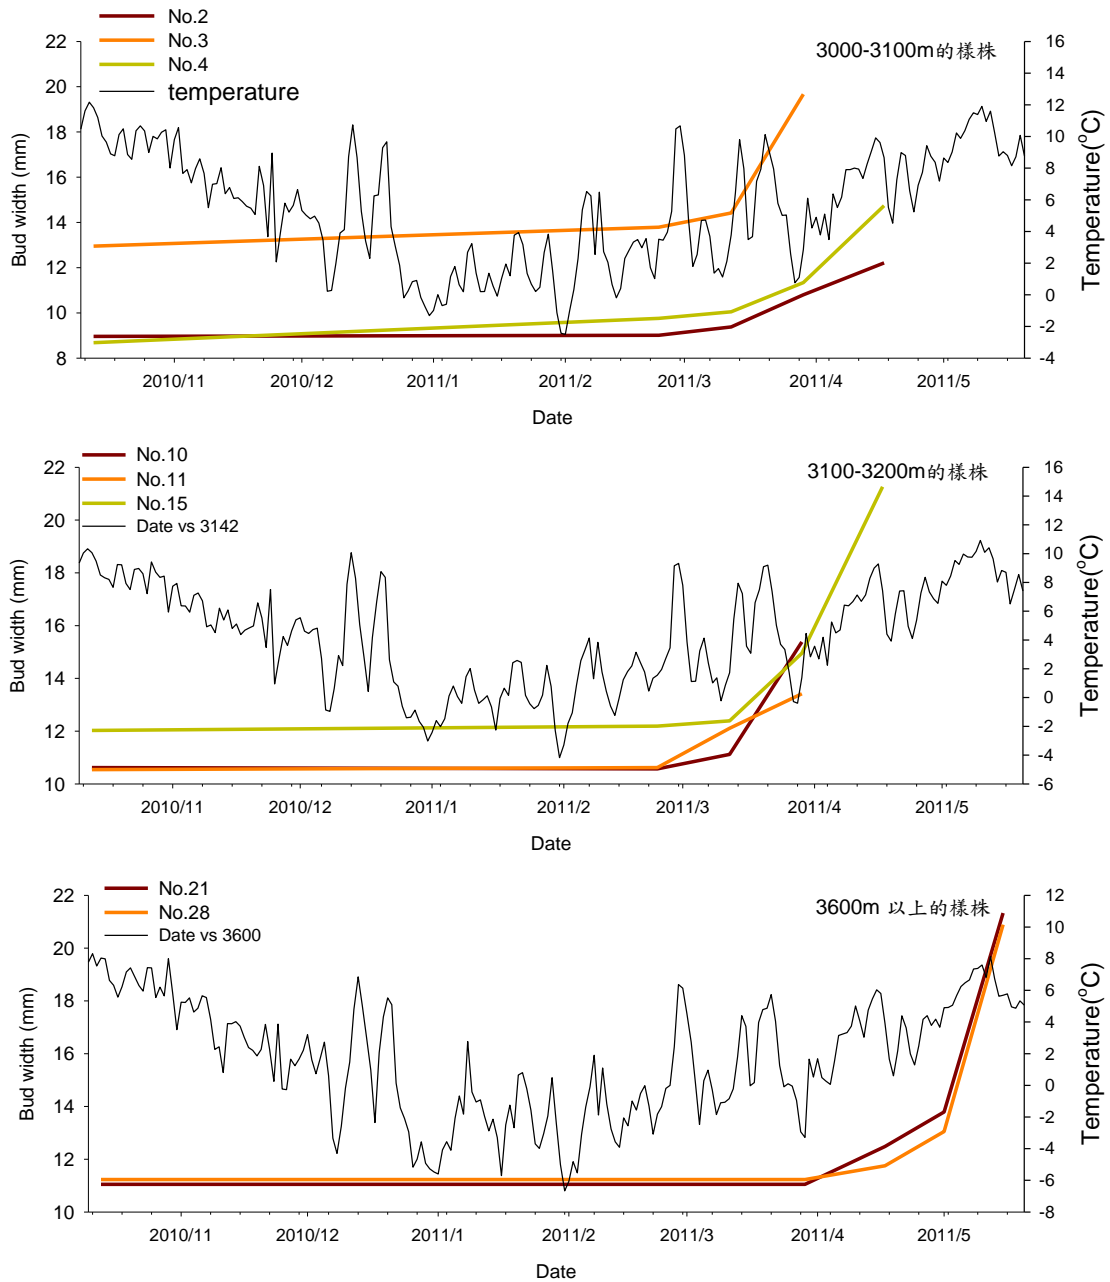 No.2
No.3
No.4
temperature
3000-3100m的樣株
22
20
18
16
14
12
10
8
Bud width (mm)
16
14
12
10
8
6
4
2
0
-2
-4
Temperature(°C)
2010/11 2010/12 2011/1 2011/2 2011/3 2011/4 2011/5
Date
No.10
No.11
No.15
Date vs 3142
3100-3200m的樣株
22
20
18
16
14
12
10
Bud width (mm)
16
14
12
10
8
6
4
2
0
-2
-4
-6
Temperature(°C)
2010/11 2010/12 2011/1 2011/2 2011/3 2011/4 2011/5
Date
No.21
No.28
Date vs 3600
3600m 以上的樣株
22
20
18
16
14
12
10
Bud width (mm)
12
10
8
6
4
2
0
-2
-4
-6
-8
Temperature(°C)
2010/11 2010/12 2011/1 2011/2 2011/3 2011/4 2011/5
Date